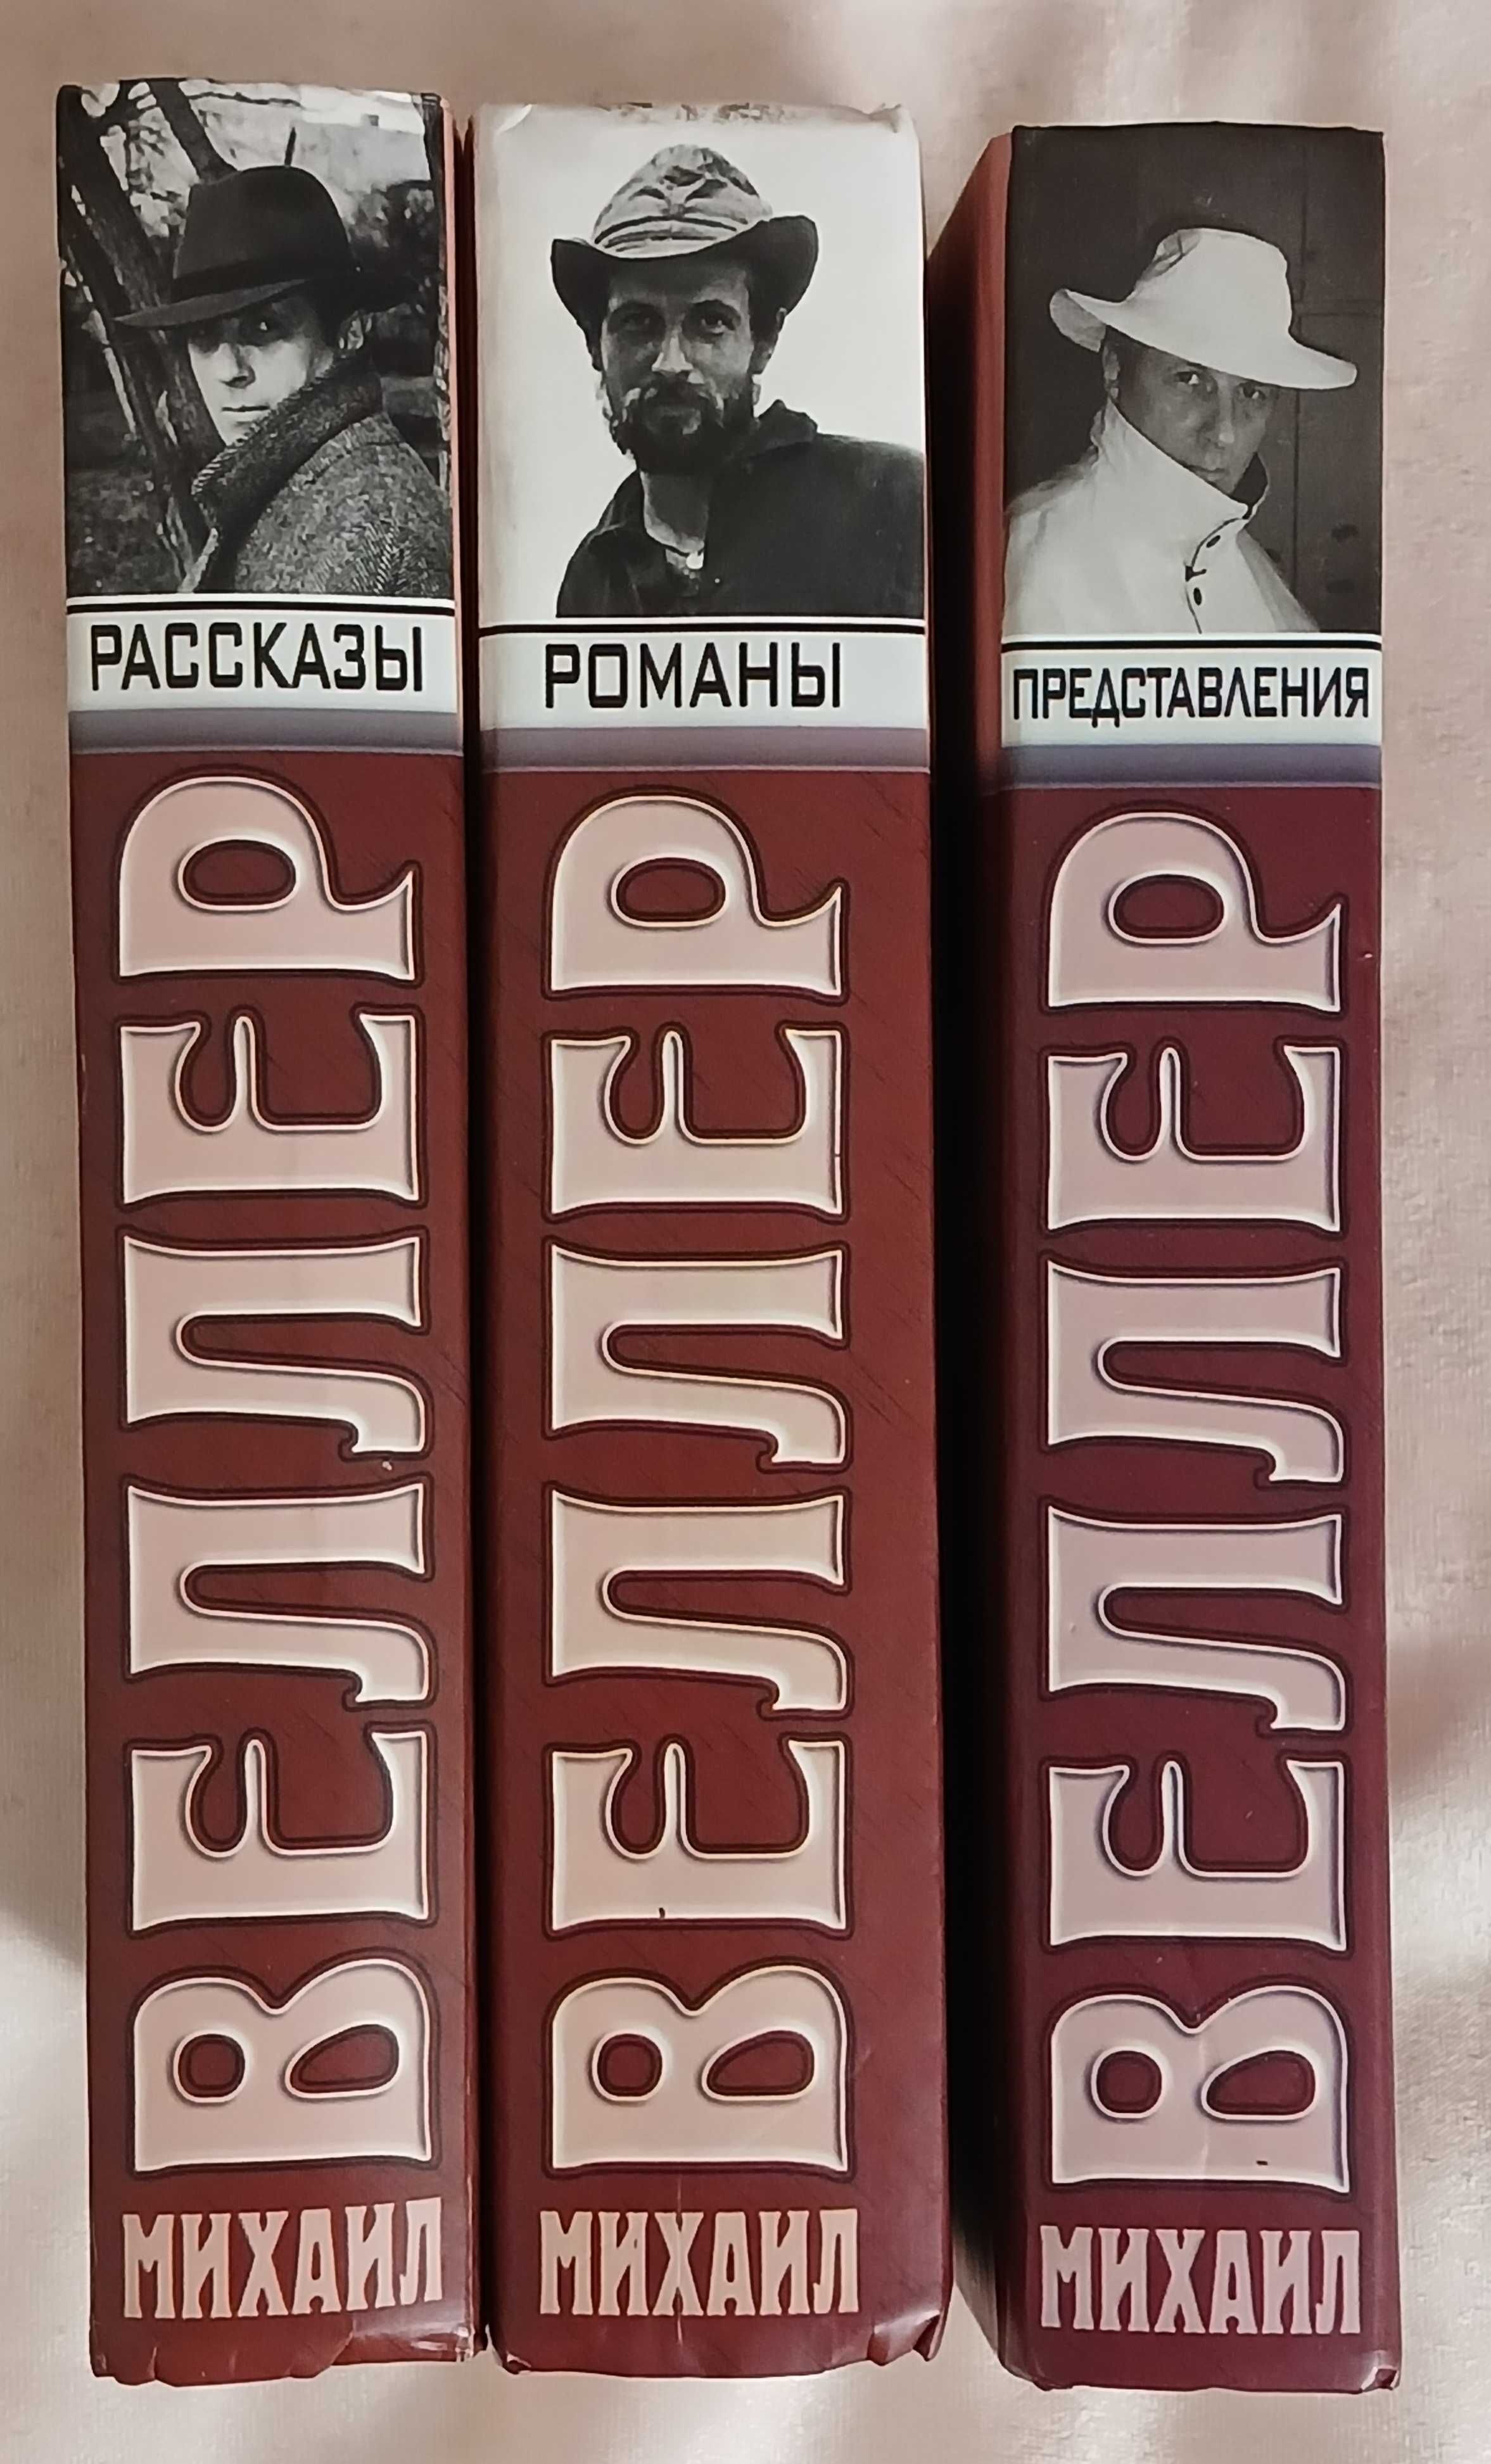 РАССКАЗЫ
МИХАИЛ
ВЕЛЛЕР
РОМАНЫ
МИХАИЛ
ВЕЛЛЕР
ПРЕДСТАВЛЕНИЯ
МИХАИЛ
ВЕЛЛЕР